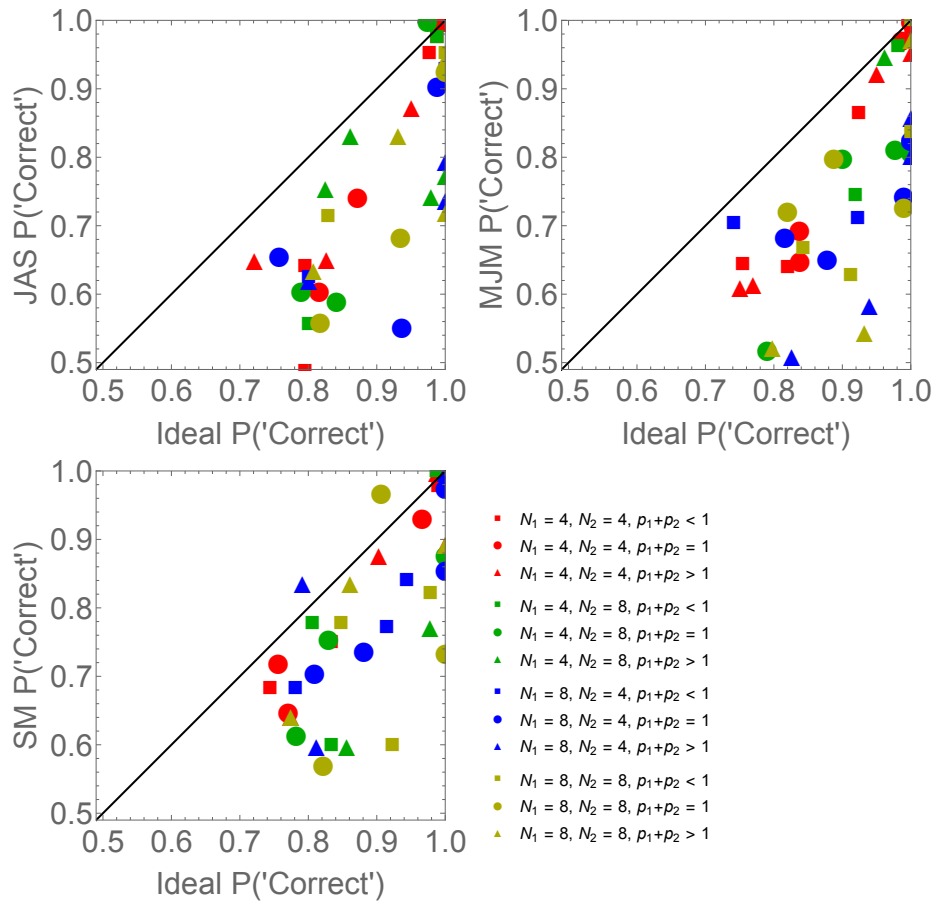 1.0
0.9
0.8
0.7
0.6
0.5
JAS P('Correct')
0.5 0.6 0.7 0.8 0.9 1.0
Ideal P('Correct')
1.0
0.9
0.8
0.7
0.6
0.5
MJM P('Correct')
0.5 0.6 0.7 0.8 0.9 1.0
Ideal P('Correct')
1.0
0.9
0.8
0.7
0.6
0.5
SM P('Correct')
0.5 0.6 0.7 0.8 0.9 1.0
Ideal P('Correct')
N₁ = 4, N₂ = 4, p₁+p₂ < 1
N₁ = 4, N₂ = 4, p₁+p₂ = 1
N₁ = 4, N₂ = 4, p₁+p₂ > 1
N₁ = 4, N₂ = 8, p₁+p₂ < 1
N₁ = 4, N₂ = 8, p₁+p₂ = 1
N₁ = 4, N₂ = 8, p₁+p₂ > 1
N₁ = 8, N₂ = 4, p₁+p₂ < 1
N₁ = 8, N₂ = 4, p₁+p₂ = 1
N₁ = 8, N₂ = 4, p₁+p₂ > 1
N₁ = 8, N₂ = 8, p₁+p₂ < 1
N₁ = 8, N₂ = 8, p₁+p₂ = 1
N₁ = 8, N₂ = 8, p₁+p₂ > 1